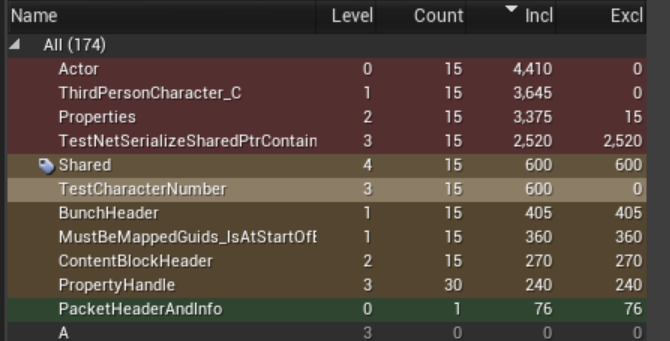 Name Level Count Incl Excl
All (174)
Actor 0 15 4,410 0
ThirdPersonCharacter_C 1 15 3,645 0
Properties 2 15 3,375 15
TestNetSerializeSharedPtrContain 3 15 2,520 2,520
Shared 4 15 600 600
TestCharacterNumber 3 15 600 0
BunchHeader 1 15 405 405
MustBeMappedGuids_IsAtStartOfE 1 15 360 360
ContentBlockHeader 2 15 270 270
PropertyHandle 3 30 240 240
PacketHeaderAndInfo 0 1 76 76
A 3 0 0 0